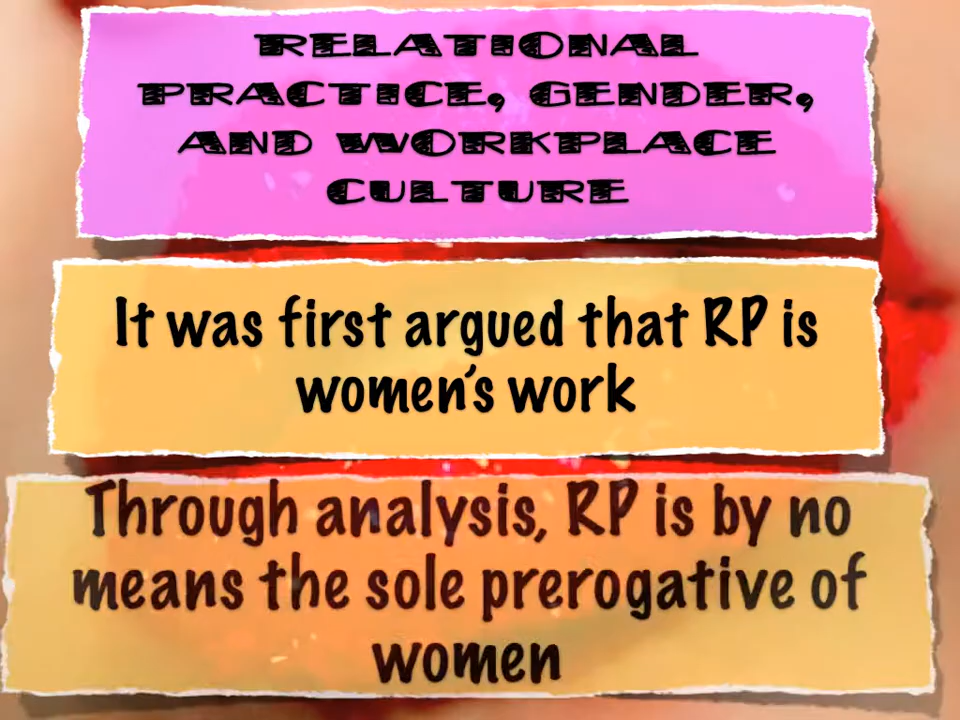 RELATIONAL
PRACTICE, GENDER,
AND WORKPLACE
CULTURE
It was first argued that RP is
women's work
Through analysis, RP is by no
means the sole prerogative of
women